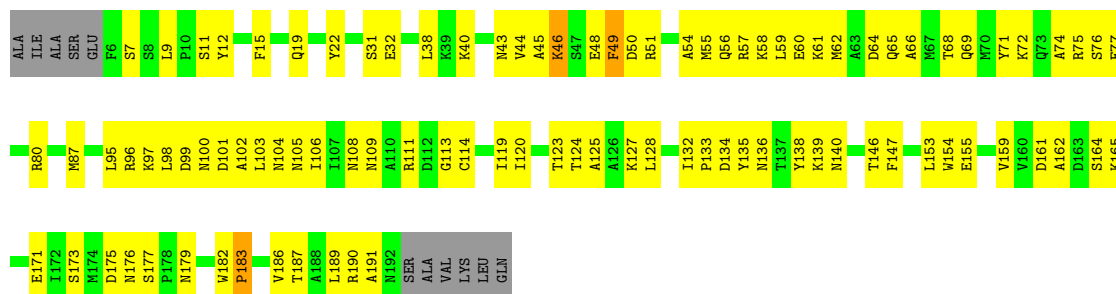 ALA ILE ALA SER GLU F6 S7 S8 L9 P10 S11 Y12 F15 Q19 Y22 S31 E32 L38 K39 K40 N43 V44 A45 K46 S47 E48 F49 D50 R51 A54 M55 Q56 R57 K58 L59 E60 K61 M62 A63 D64 Q65 A66 M67 T68 Q69 M70 Y71 K72 Q73 A74 R75 S76
R80 M87 L95 R96 K97 L98 D99 N100 D101 A102 L103 N104 N105 I106 I107 N108 N109 A110 R111 D112 G113 C114 I119 I120 T123 T124 A125 A126 K127 L128 I132 P133 D134 Y135 N136 T137 Y138 K139 N140 T146 F147 L153 W154 E155 V159 V160 D161 A162 D163 S164 K165
E171 I172 S173 M174 D175 N176 S177 P178 N179 W182 P183 V186 T187 A188 L189 R190 A191 N192 SER ALA VAL LYS LEU GLN